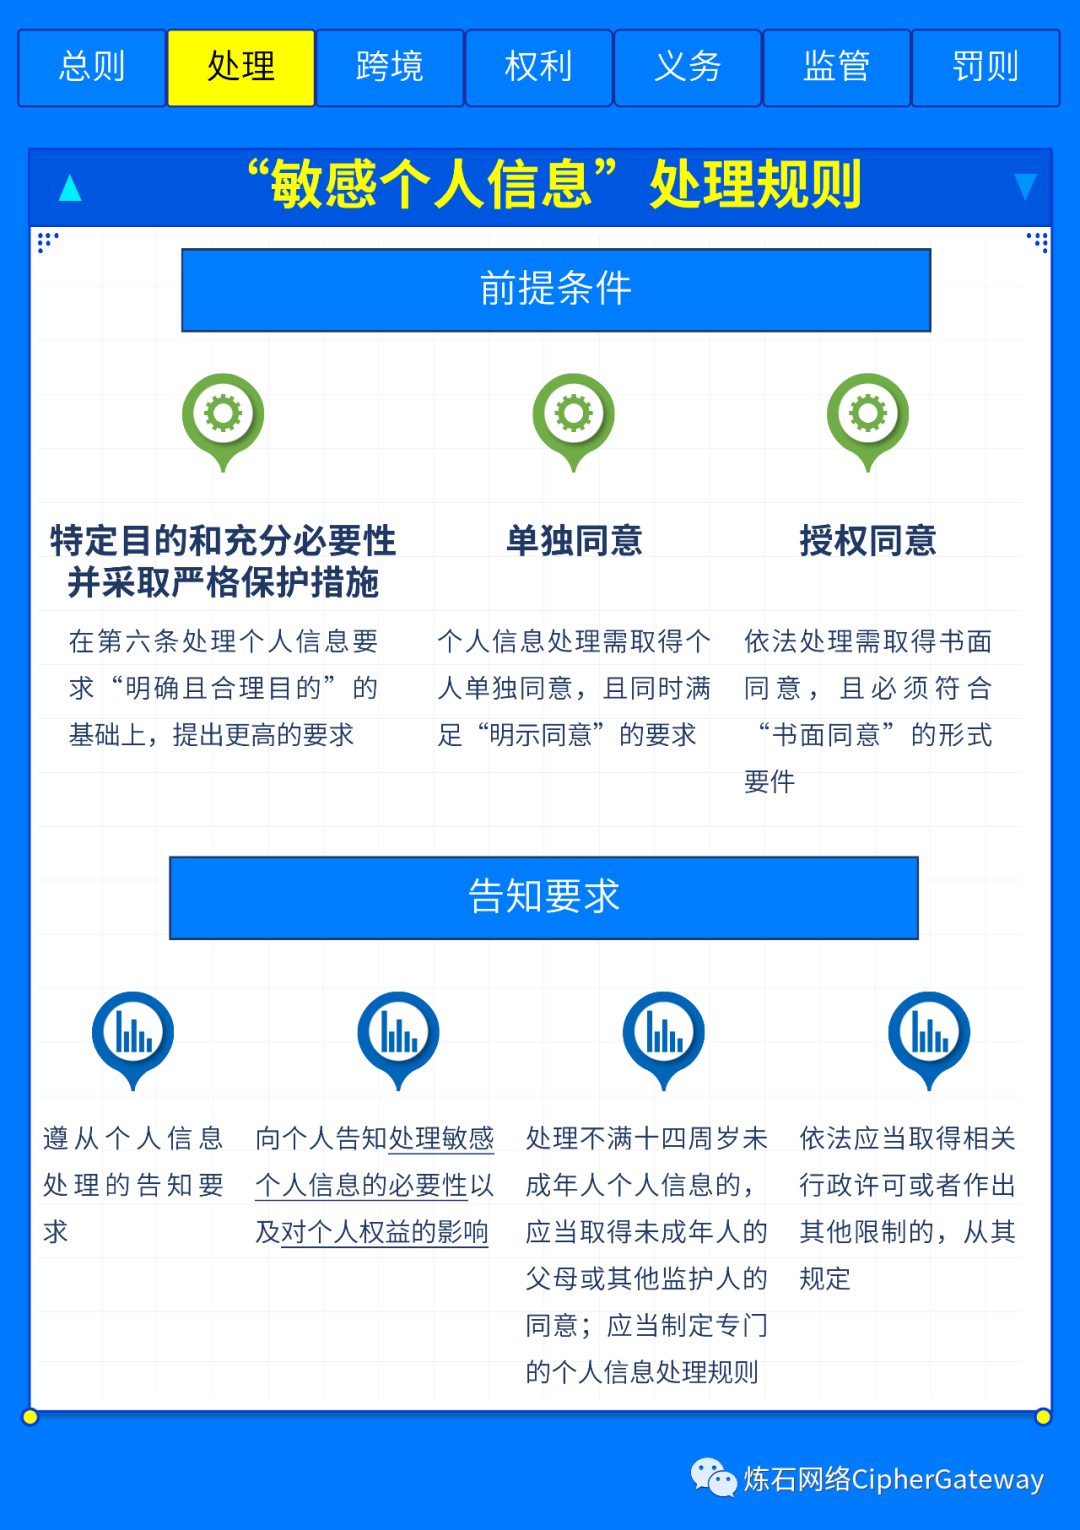 总则 处理 跨境 权利 义务 监管 罚则
“敏感个人信息”处理规则
前提条件
特定目的和充分必要性
并采取严格保护措施
在第六条处理个人信息要
求“明确且合理目的”的
基础上，提出更高的要求
单独同意
个人信息处理需取得个
人单独同意，且同时满
足“明示同意”的要求
授权同意
依法处理需取得书面
同意，且必须符合
“书面同意”的形式
要件
告知要求
遵从个人信息
处理的告知要
求
向个人告知处理敏感
个人信息的必要性以
及对个人权益的影响
处理不满十四周岁未
成年人个人信息的，
应当取得未成年人的
父母或其他监护人的
同意；应当制定专门
的个人信息处理规则
依法应当取得相关
行政许可或者作出
其他限制的，从其
规定
炼石网络CipherGateway